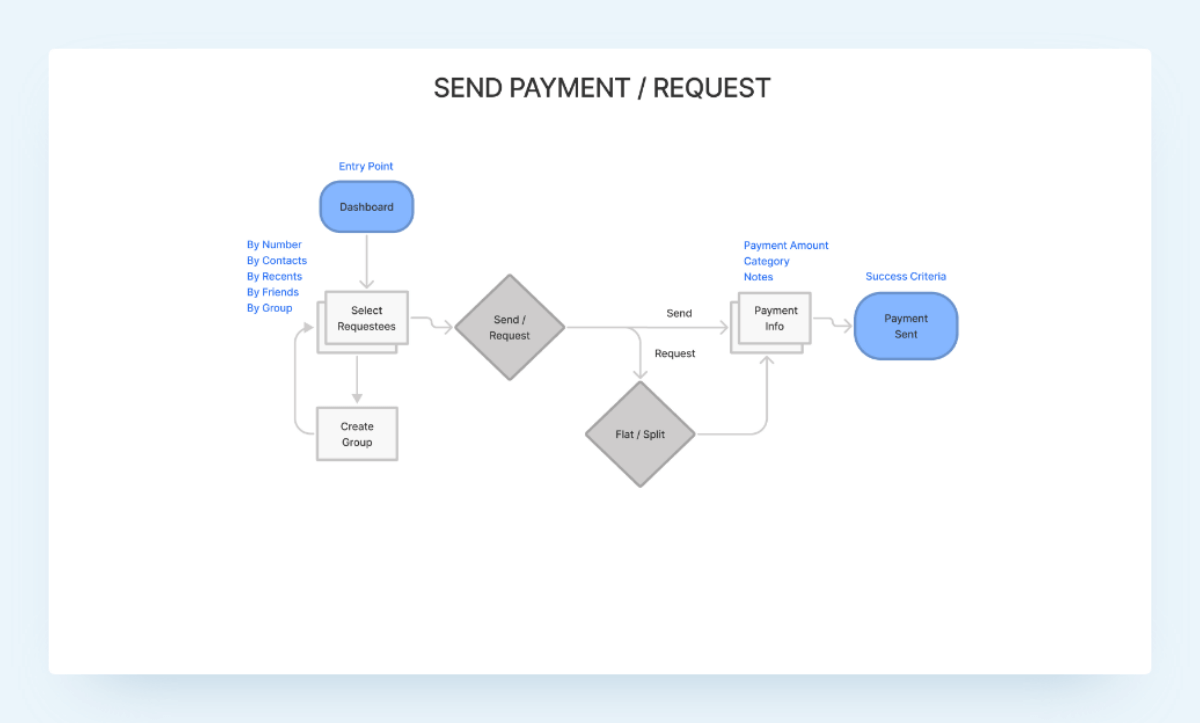 SEND PAYMENT / REQUEST
Entry Point
Dashboard
By Number
By Contacts
By Recents
By Friends
By Group
Select
Requestees
Create
Group
Send /
Request
Send
Request
Flat / Split
Payment Amount
Category
Notes
Payment
Info
Success Criteria
Payment
Sent